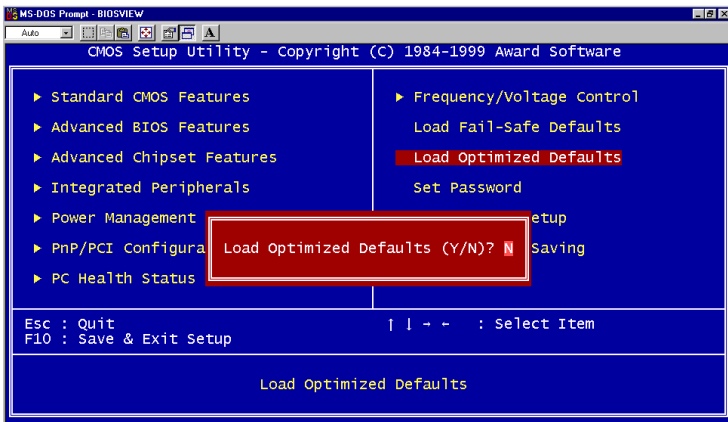 MS-DOS Prompt - BIOSVIEW
Auto
A
CMOS Setup Utility - Copyright (C) 1984-1999 Award Software
Standard CMOS Features
Advanced BIOS Features
Advanced Chipset Features
Integrated Peripherals
Power Management
PnP/PCI Configura
PC Health Status
Frequency/Voltage Control
Load Fail-Safe Defaults
Load Optimized Defaults
Set Password
etup
Saving
Load Optimized Defaults (Y/N)? N
Esc : Quit
F10 : Save & Exit Setup
↑ ↓ → ← : Select Item
Load Optimized Defaults